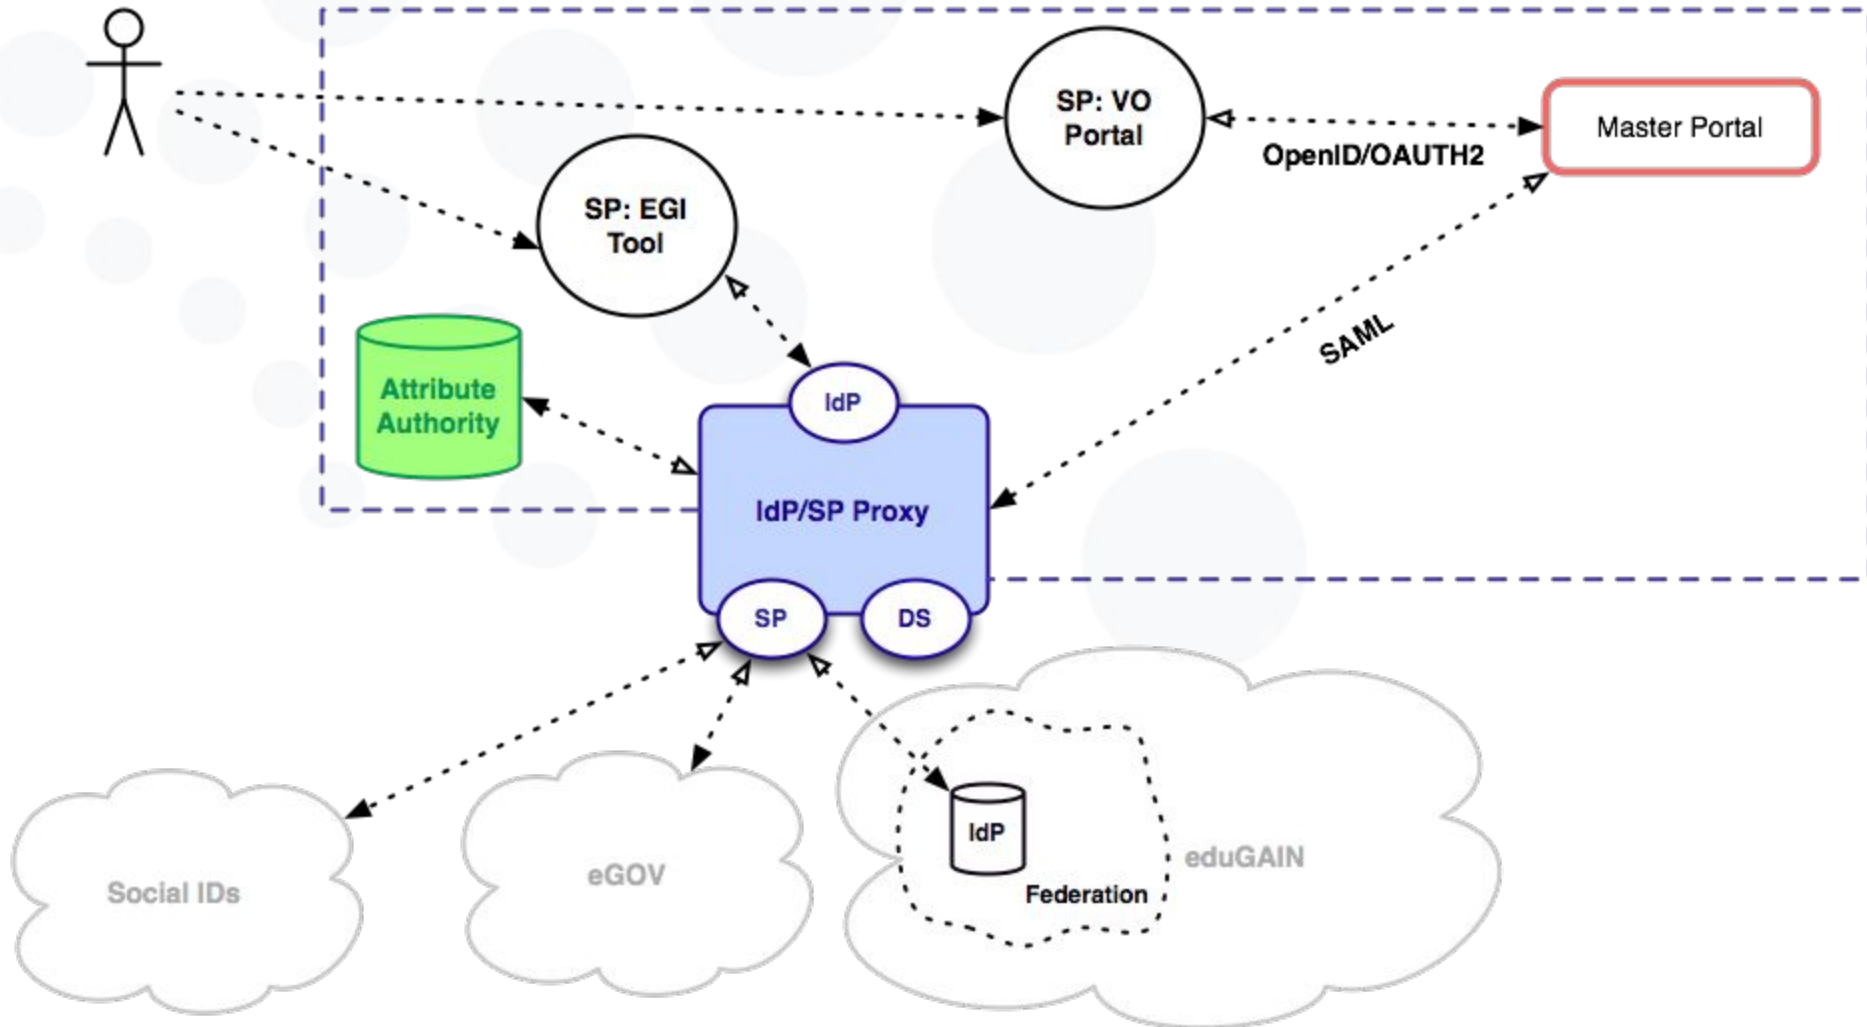 SP: VO
Portal
Master Portal
OpenID/OAUTH2
SP: EGI
Tool
SAML
Attribute
Authority
IdP
IdP/SP Proxy
SP
DS
IdP
Federation
eduGAIN
eGOV
Social IDs